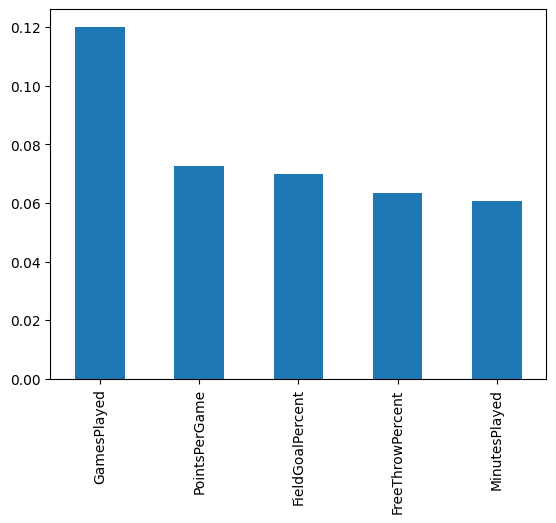 0.12
0.10
0.08
0.06
0.04
0.02
0.00
GamesPlayed
PointsPerGame
FieldGoalPercent
FreeThrowPercent
MinutesPlayed